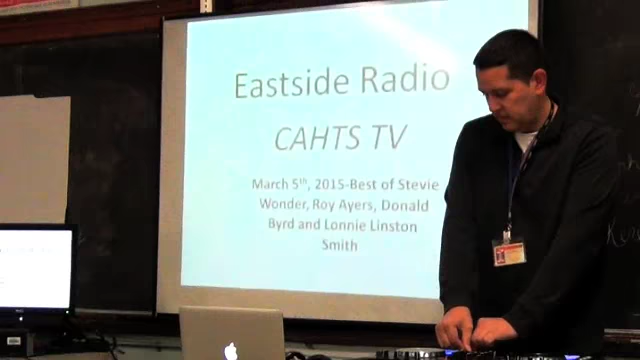 Eastside Radio
CAHTS TV
March 5th, 2015-Best of Stevie
Wonder, Roy Ayers, Donald
Byrd and Lonnie Linston
Smith